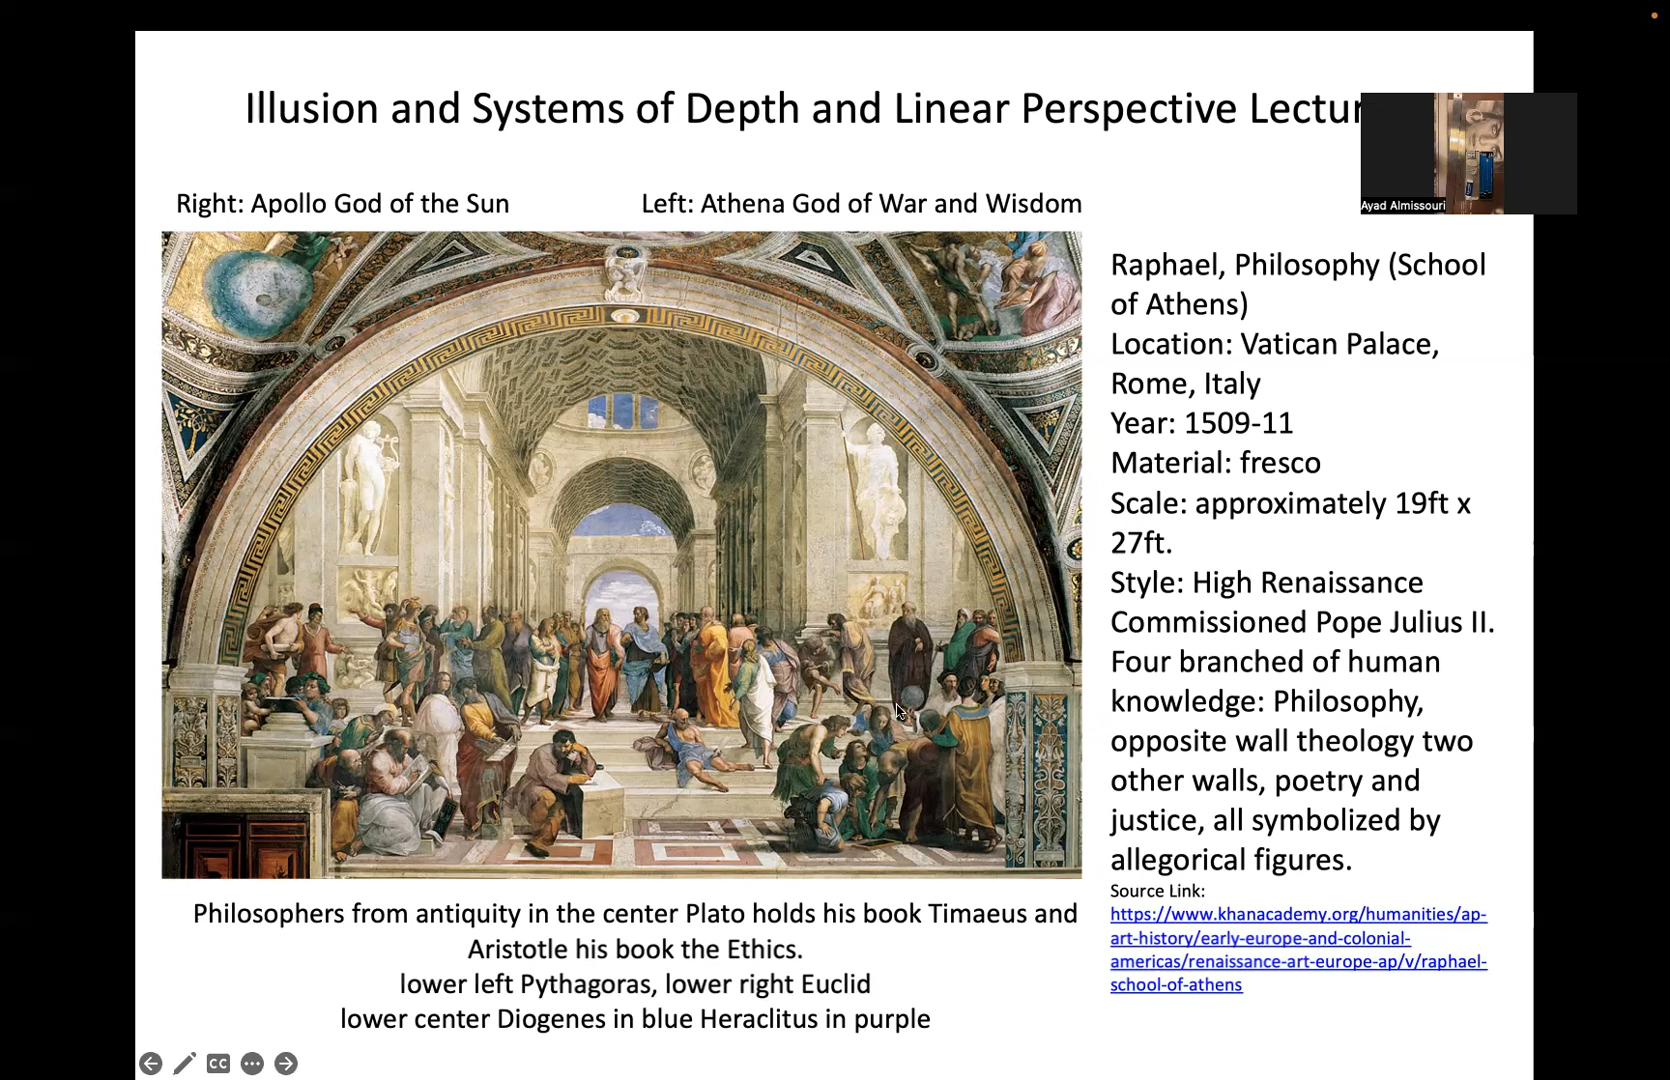 Illusion and Systems of Depth and Linear Perspective
Right: Apollo God of the Sun
Left: Athena God of War and Wisdom
Ayad Almissouri
Raphael, Philosophy (School
of Athens)
Location: Vatican Palace,
Rome, Italy
Year: 1509-11
Material: fresco
Scale: approximately 19ft x
27ft.
Style: High Renaissance
Commissioned Pope Julius II.
Four branched of human
knowledge: Philosophy,
opposite wall theology two
other walls, poetry and
justice, all symbolized by
allegorical figures.
Source Link:
https://www.khanacademy.org/humanities/ap-
art-history/early-europe-and-colonial-
americas/renaissance-art-europe-ap/v/raphael-
school-of-athens
Philosophers from antiquity in the center Plato holds his book Timaeus and
Aristotle his book the Ethics.
lower left Pythagoras, lower right Euclid
lower center Diogenes in blue Heraclitus in purple
CC